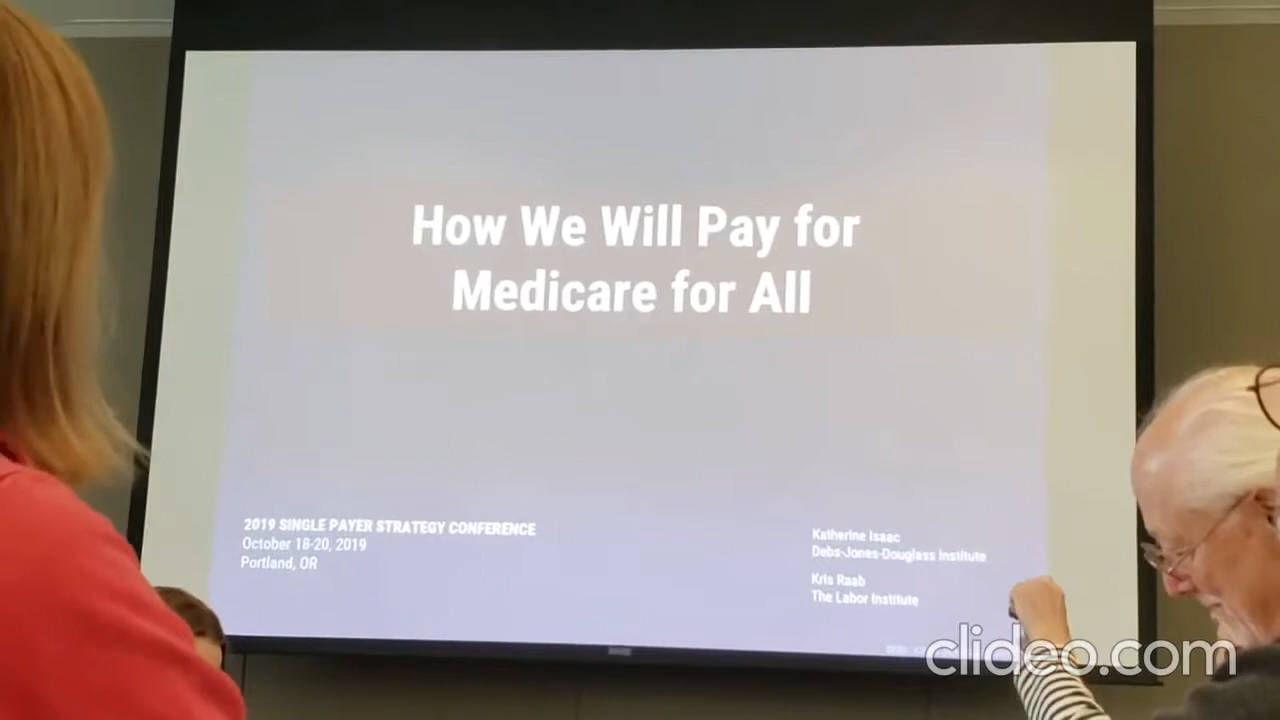 How We Will Pay for
Medicare for All
2019 SINGLE PAYER STRATEGY CONFERENCE
October 18-20, 2019
Portland, OR
Katherine Isaac
Debs-Jones-Douglass Institute
Kris Raab
The Labor Institute
clideo.com